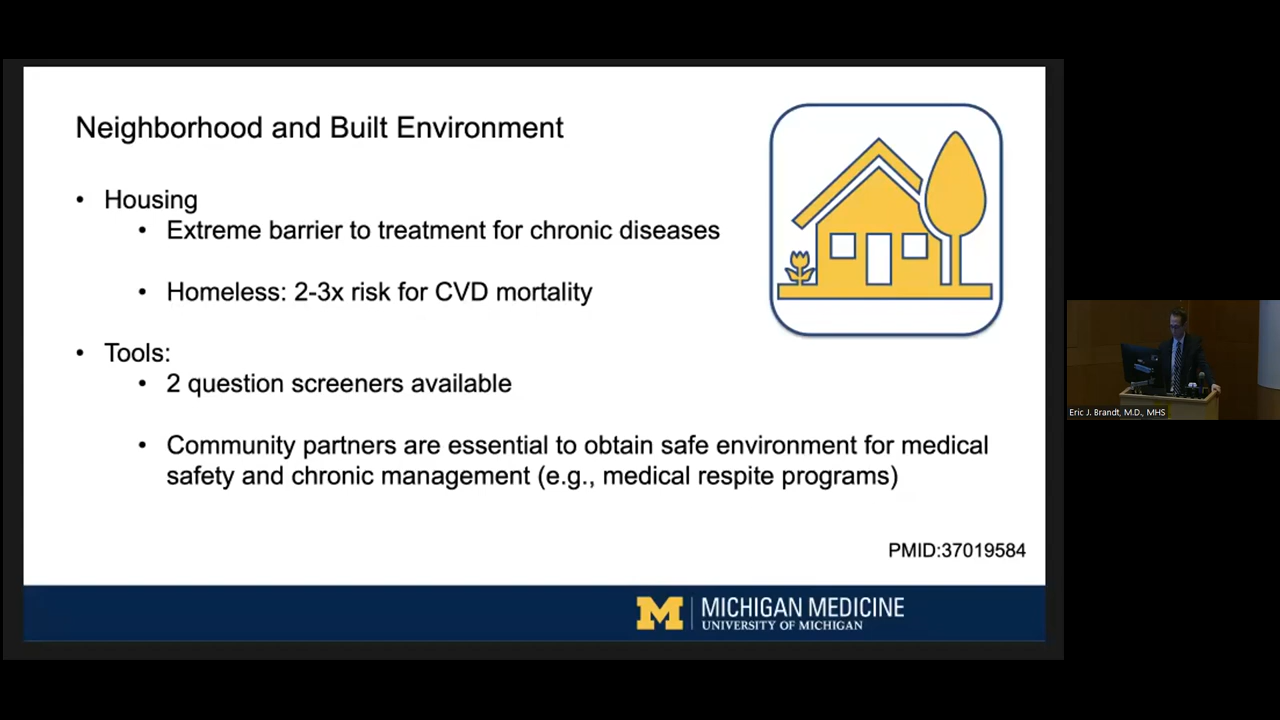 Neighborhood and Built Environment
• Housing
• Extreme barrier to treatment for chronic diseases
• Homeless: 2-3x risk for CVD mortality
• Tools:
• 2 question screeners available
• Community partners are essential to obtain safe environment for medical
safety and chronic management (e.g., medical respite programs)
PMID:37019584
M MICHIGAN MEDICINE
UNIVERSITY OF MICHIGAN
Eric J. Brandt, M.D., MHS